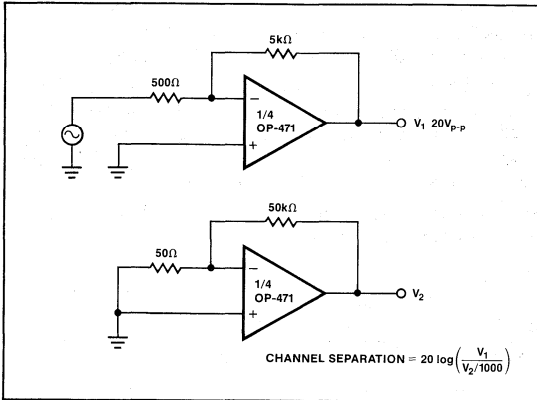 5kΩ
500Ω
−
1/4
OP-471
+
V₁ 20Vp-p
50kΩ
50Ω
−
1/4
OP-471
+
V₂
CHANNEL SEPARATION = 20 log(V₁ / V₂/1000)